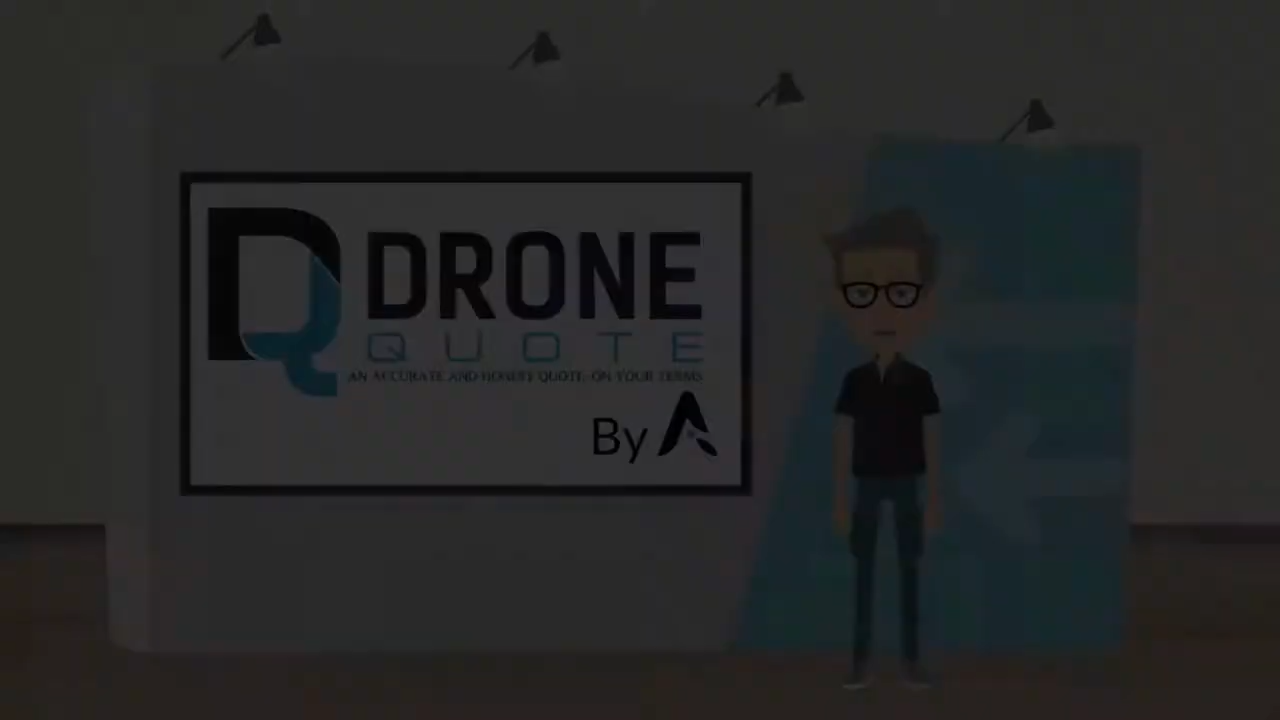 DRONE
QUOTE
AN ACCURATE AND HONEST QUOTE, ON YOUR TERMS
By